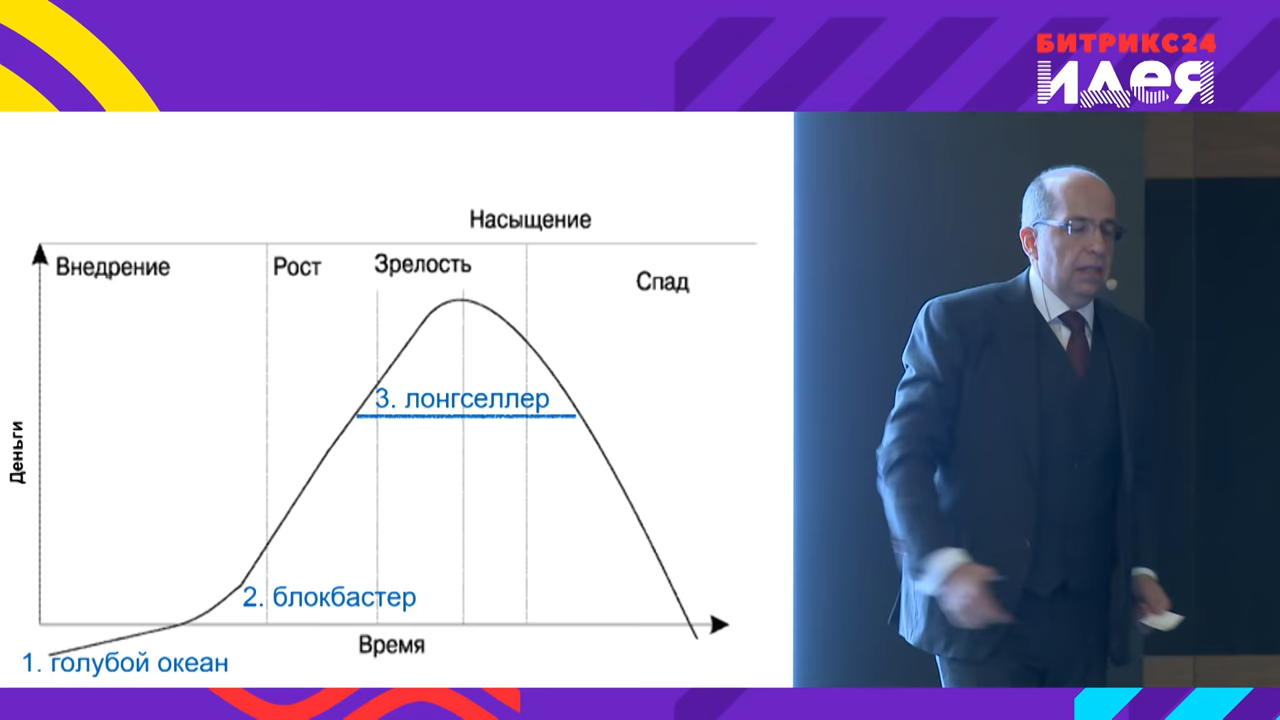 БИТРИКС24
идея
Насыщение
Внедрение
Рост
Зрелость
Спад
3. лонгселлер
Деньги
2. блокбастер
Время
1. голубой океан